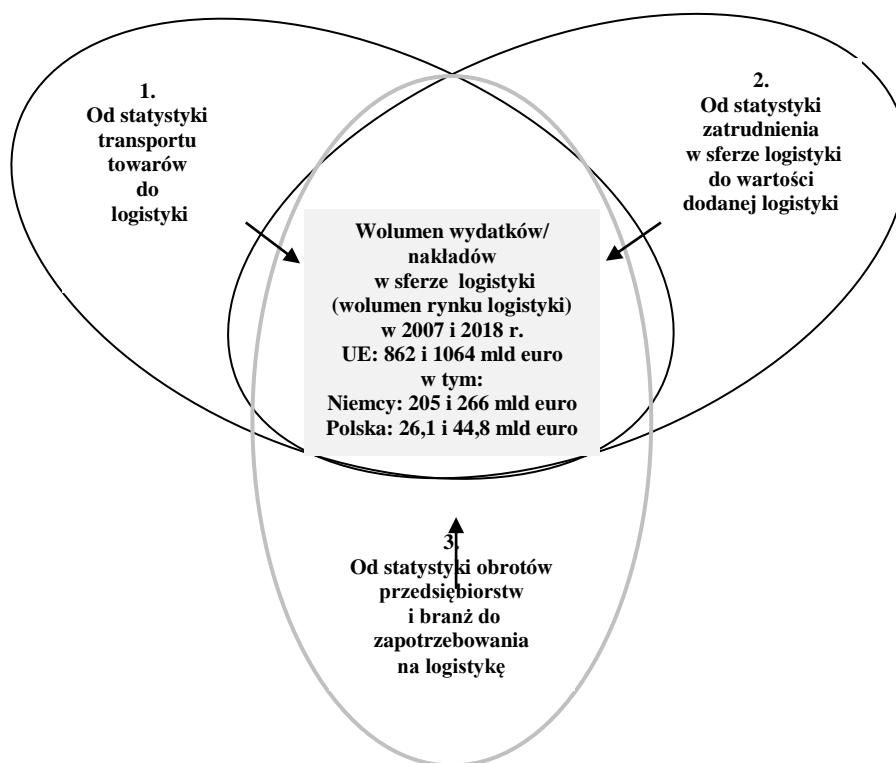 1.
Od statystyki
transportu
towarów
do
logistyki
2.
Od statystyki
zatrudnienia
w sferze logistyki
do wartości
dodanej logistyki
Wolumen wydatków/
nakładów
w sferze logistyki
(wolumen rynku logistyki)
w 2007 i 2018 r.
UE: 862 i 1064 mld euro
w tym:
Niemcy: 205 i 266 mld euro
Polska: 26,1 i 44,8 mld euro
3.
Od statystyki obrotów
przedsiębiorstw
i branż do
zapotrzebowania
na logistykę